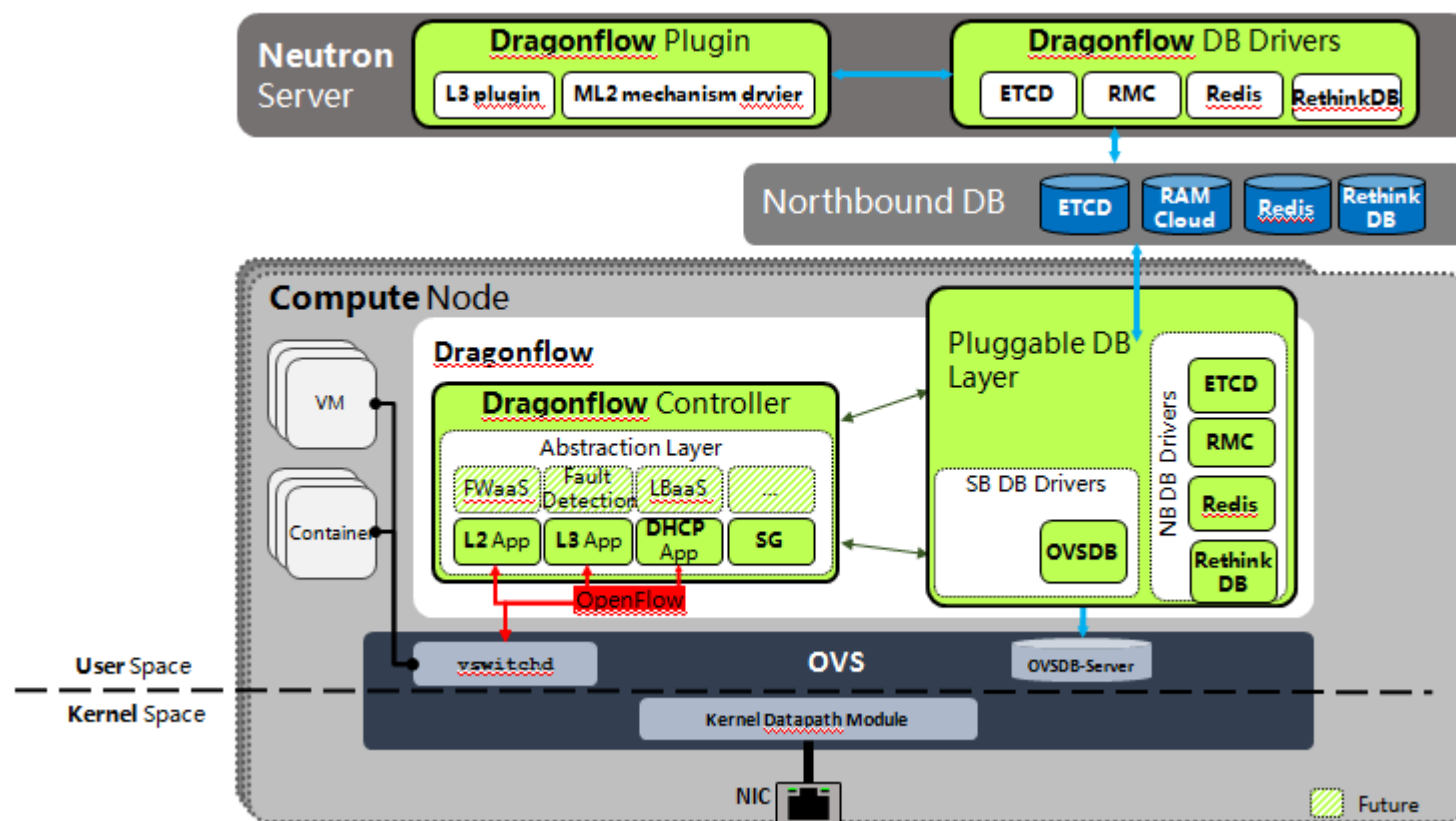 Neutron
Server
Dragonflow Plugin
L3 plugin
ML2 mechanism drvier
Dragonflow DB Drivers
ETCD
RMC
Redis
RethinkDB
Northbound DB
ETCD
RAM
Cloud
Redis
Rethink
DB
Compute Node
VM
Container
Dragonflow
Dragonflow Controller
Abstraction Layer
FWaaS
Fault
Detection
LBaaS
...
L2 App
L3 App
DHCP
App
SG
OpenFlow
Pluggable DB
Layer
SB DB Drivers
OVSDB
NB DB Drivers
ETCD
RMC
Redis
Rethink
DB
User Space
Kernel Space
vswitchd
OVS
OVSDB-Server
Kernel Datapath Module
NIC
Future